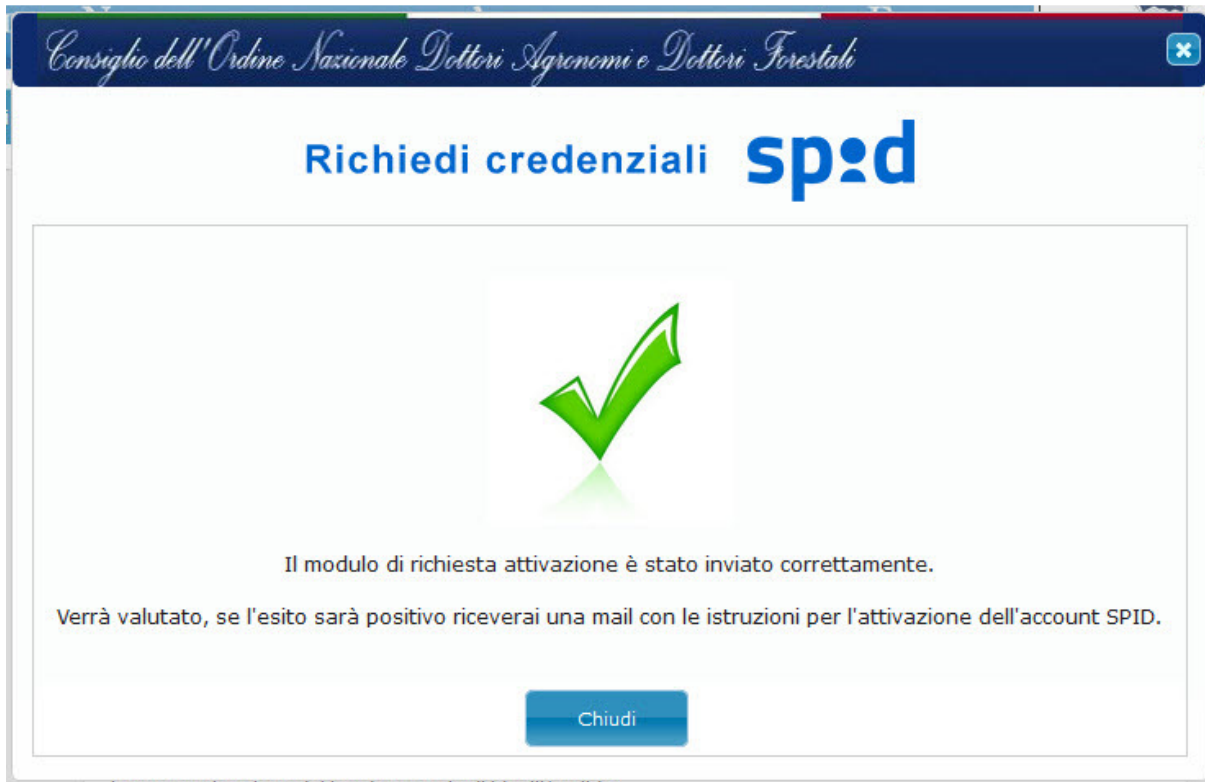 Consiglio dell'Ordine Nazionale Dottori Agronomi e Dottori Forestali
Richiedi credenziali spid
Il modulo di richiesta attivazione è stato inviato correttamente.
Verrà valutato, se l'esito sarà positivo riceverai una mail con le istruzioni per l'attivazione dell'account SPID.
Chiudi